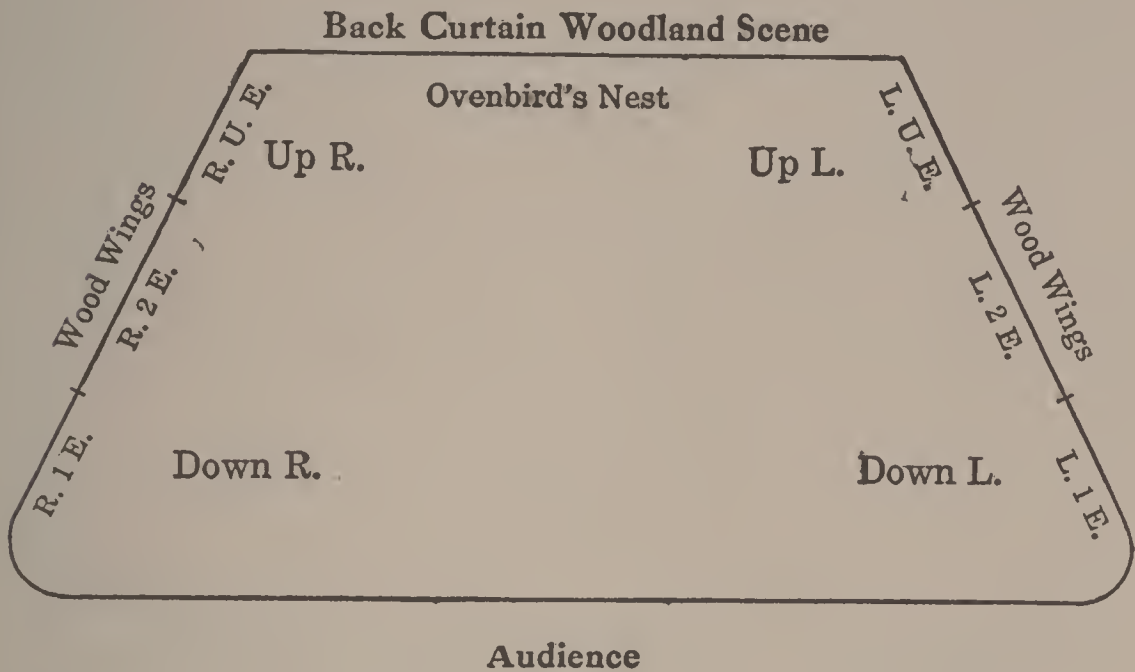 Back Curtain Woodland Scene
Ovenbird's Nest
R. U. E.
L. U. E.
Up R.
Up L.
Wood Wings
Wood Wings
R. 2 E.
L. 2 E.
R. 1 E.
L. 1 E.
Down R.
Down L.
Audience